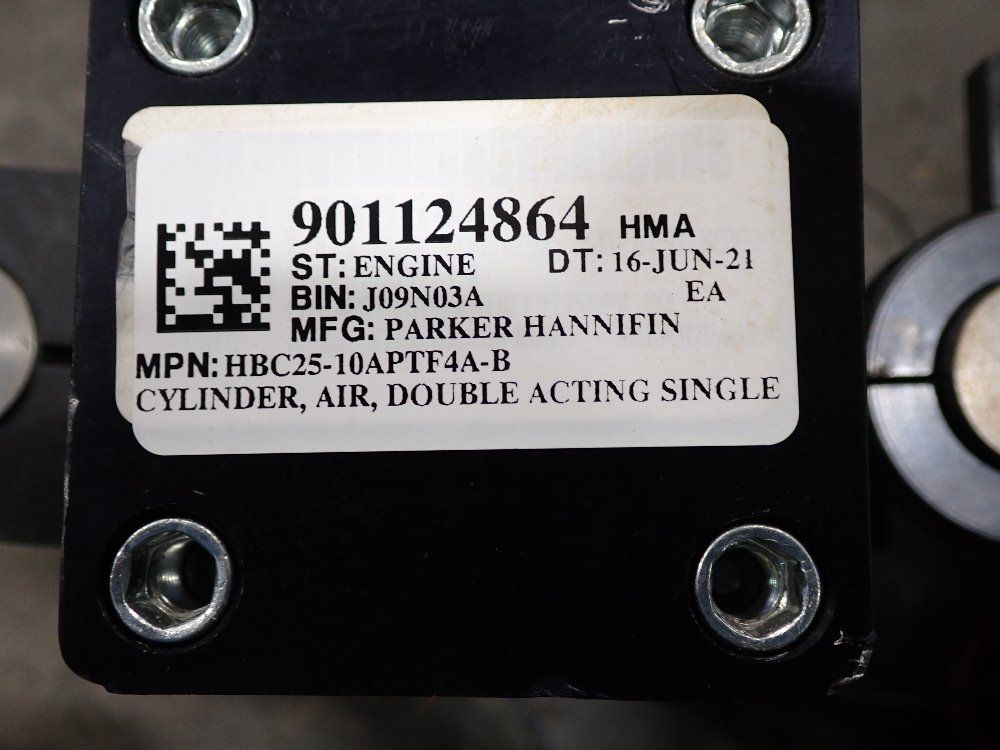 901124864 HMA
ST: ENGINE DT: 16-JUN-21
BIN: J09N03A EA
MFG: PARKER HANNIFIN
MPN: HBC25-10APTF4A-B
CYLINDER, AIR, DOUBLE ACTING SINGLE